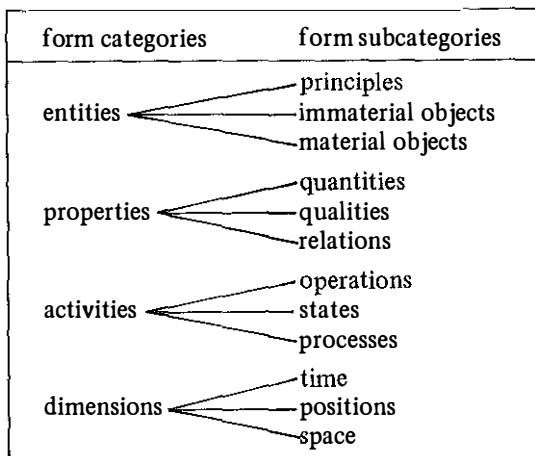 form categories form subcategories
principles
entities immaterial objects
material objects
quantities
properties qualities
relations
operations
activities states
processes
time
dimensions positions
space